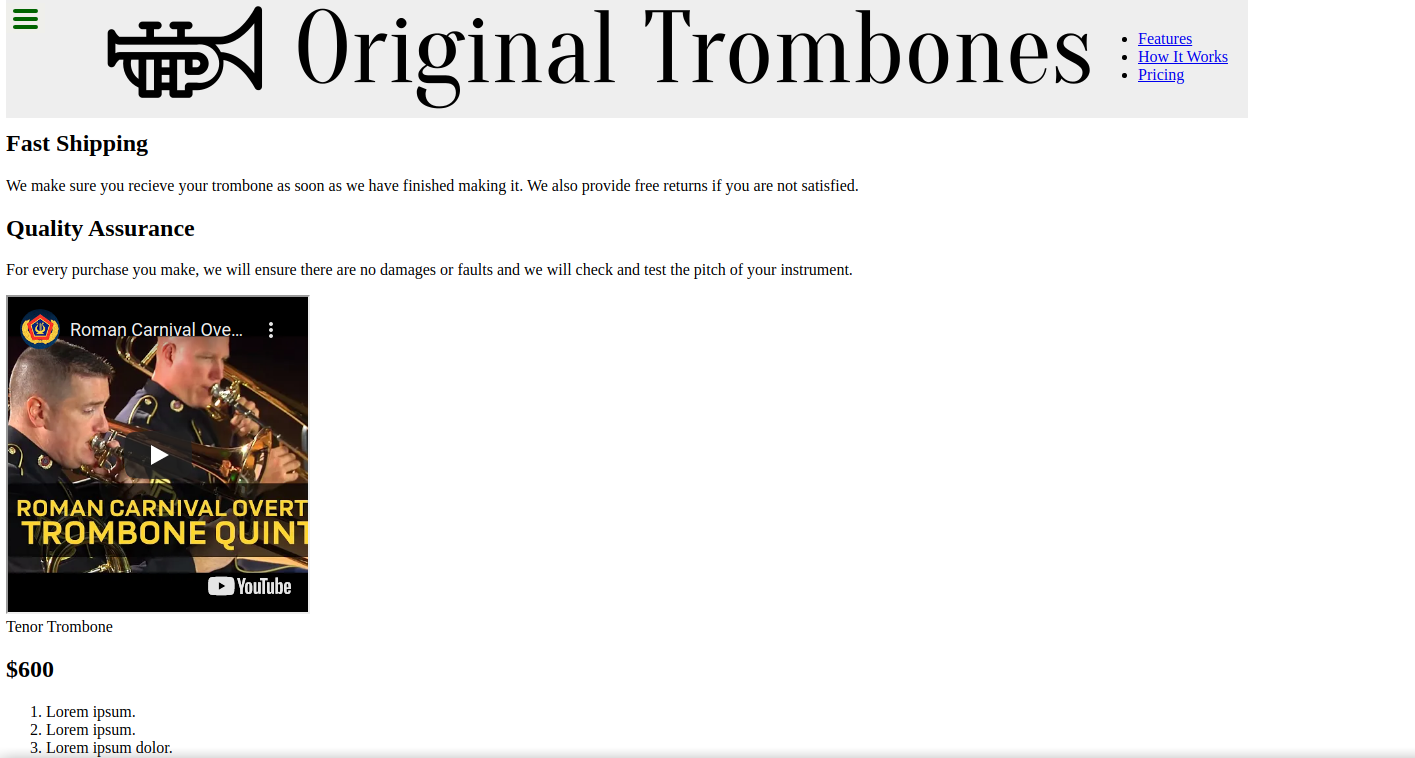 Original Trombones
Features
How It Works
Pricing
Fast Shipping
We make sure you recieve your trombone as soon as we have finished making it. We also provide free returns if you are not satisfied.
Quality Assurance
For every purchase you make, we will ensure there are no damages or faults and we will check and test the pitch of your instrument.
Roman Carnival Ove...
ROMAN CARNIVAL OVERT
TROMBONE QUINT
YouTube
Tenor Trombone
$600
1. Lorem ipsum.
2. Lorem ipsum.
3. Lorem ipsum dolor.